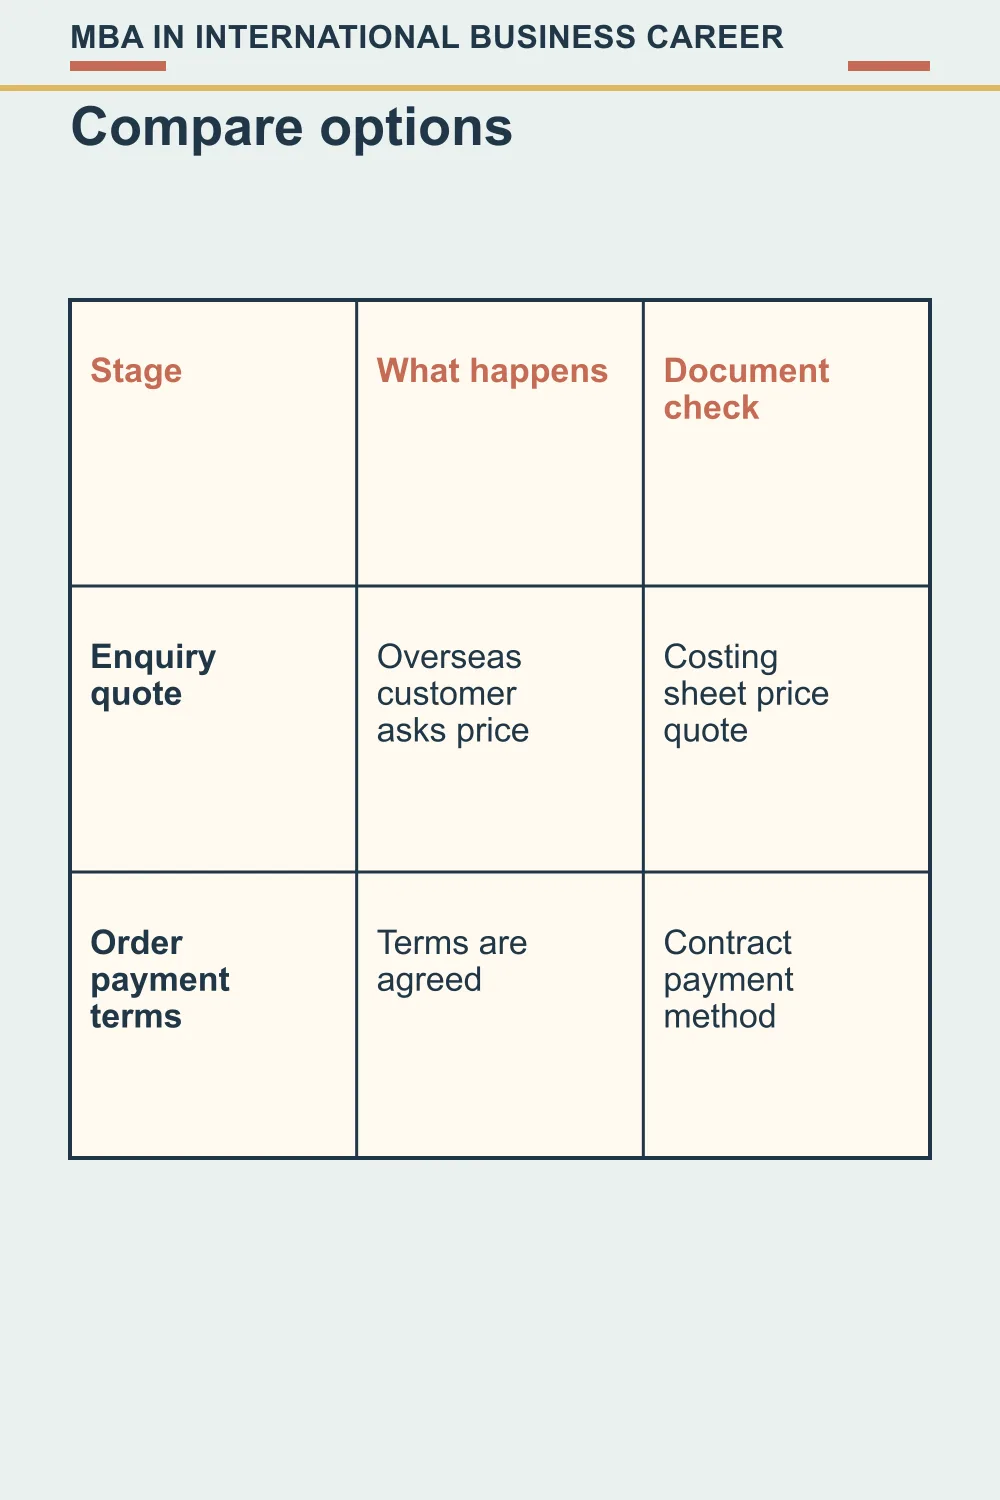 MBA IN INTERNATIONAL BUSINESS CAREER
Compare options
Stage
What happens
Document
check
Enquiry
quote
Overseas
customer
asks price
Costing
sheet price
quote
Order
payment
terms
Terms are
agreed
Contract
payment
method